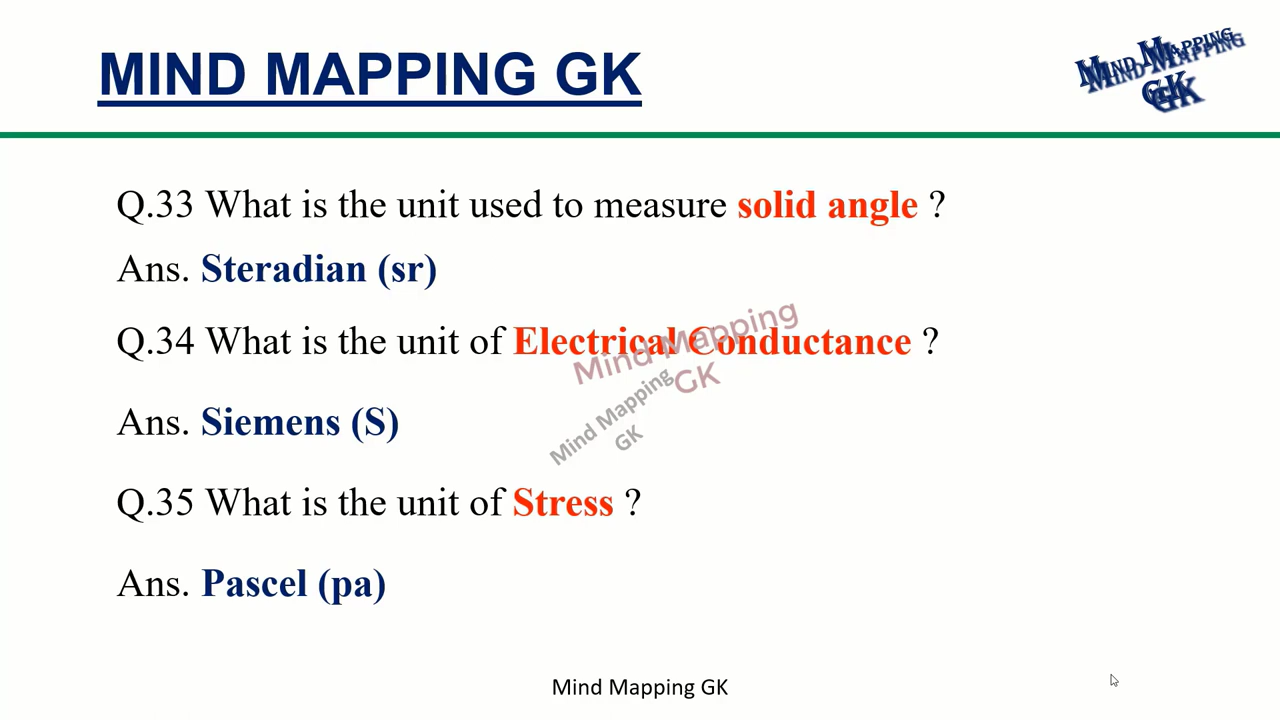 MIND MAPPING GK
MIND MAPPING
GK
Q.33 What is the unit used to measure solid angle ?
Ans. Steradian (sr)
Q.34 What is the unit of Electrical Conductance ?
Mind Mapping
GK
Mind Mapping
GK
Ans. Siemens (S)
Q.35 What is the unit of Stress ?
Ans. Pascel (pa)
Mind Mapping GK